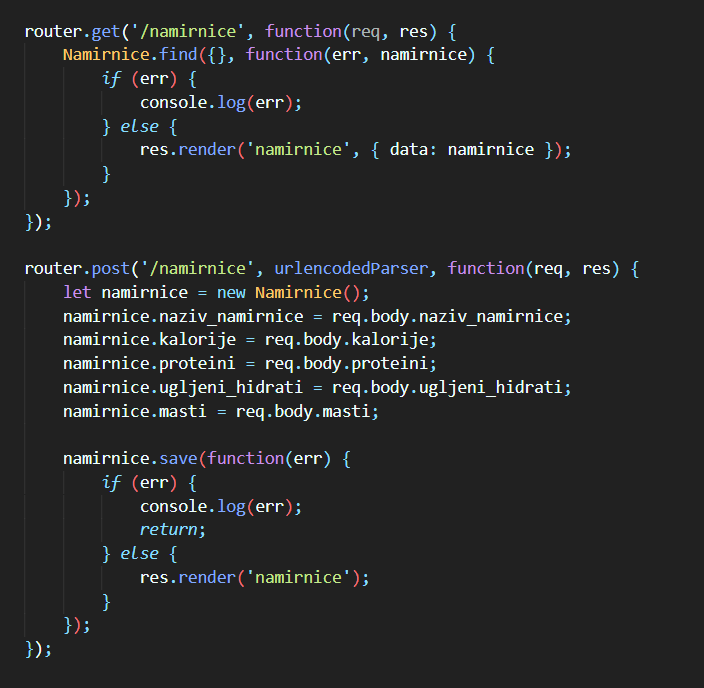 router.get('/namirnice', function(req, res) {
Namirnice.find({}, function(err, namirnice) {
if (err) {
console.log(err);
} else {
res.render('namirnice', { data: namirnice });
}
});
});
router.post('/namirnice', urlencodedParser, function(req, res) {
let namirnice = new Namirnice();
namirnice.naziv_namirnice = req.body.naziv_namirnice;
namirnice.kalorije = req.body.kalorije;
namirnice.proteini = req.body.proteini;
namirnice.ugljeni_hidrati = req.body.ugljeni_hidrati;
namirnice.masti = req.body.masti;
namirnice.save(function(err) {
if (err) {
console.log(err);
return;
} else {
res.render('namirnice');
}
});
});